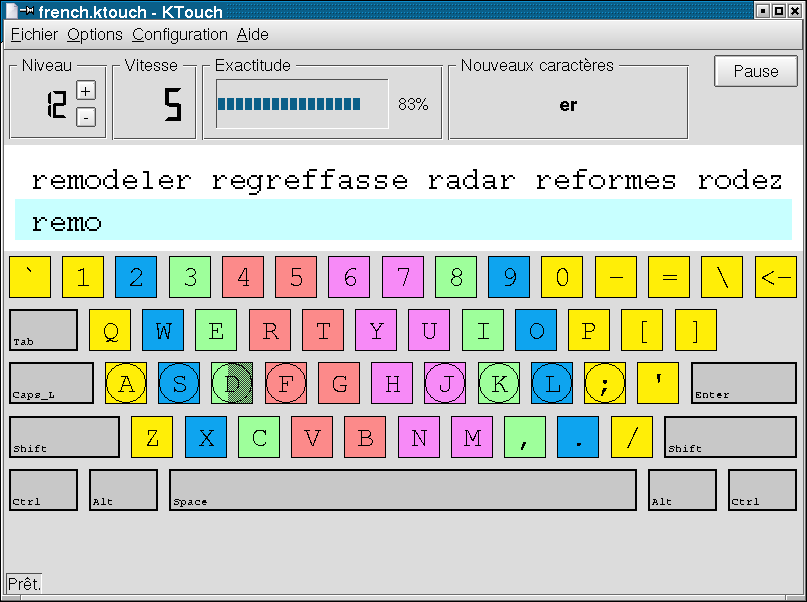 french.ktouch - KTouch
Fichier Options Configuration Aide
Niveau Vitesse Exactitude Nouveaux caractères Pause
12 + - 5 83% er
remodeler regreffasse radar reformes rodez
remo
` 1 2 3 4 5 6 7 8 9 0 - = \ <-
Tab Q W E R T Y U I O P [ ]
Caps_L A S D F G H J K L ; ' Enter
Shift Z X C V B N M , . / Shift
Ctrl Alt Space Alt Ctrl
Prêt.